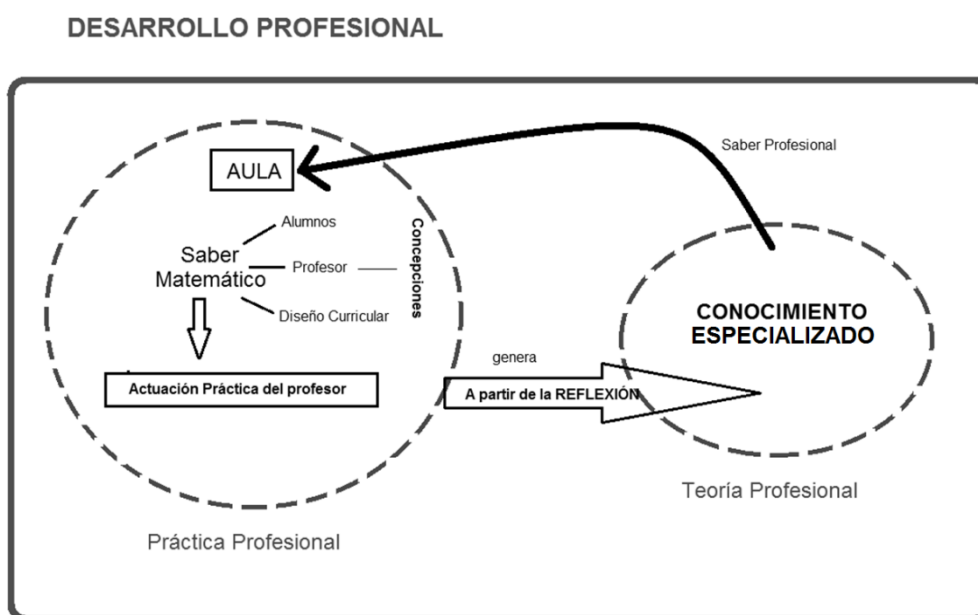 DESARROLLO PROFESIONAL
Saber Profesional
AULA
Alumnos
Saber
Matemático
Profesor
Diseño Curricular
Concepciones
Actuación Práctica del profesor
genera
A partir de la REFLEXIÓN
CONOCIMIENTO
ESPECIALIZADO
Teoría Profesional
Práctica Profesional